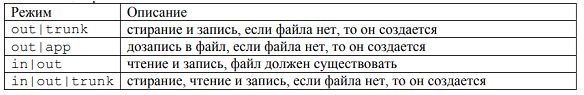 Режим Описание
out|trunk стирание и запись, если файла нет, то он создается
out|app дозапись в файл, если файла нет, то он создается
in|out чтение и запись, файл должен существовать
in|out|trunk стирание, чтение и запись, если файла нет, то он создается